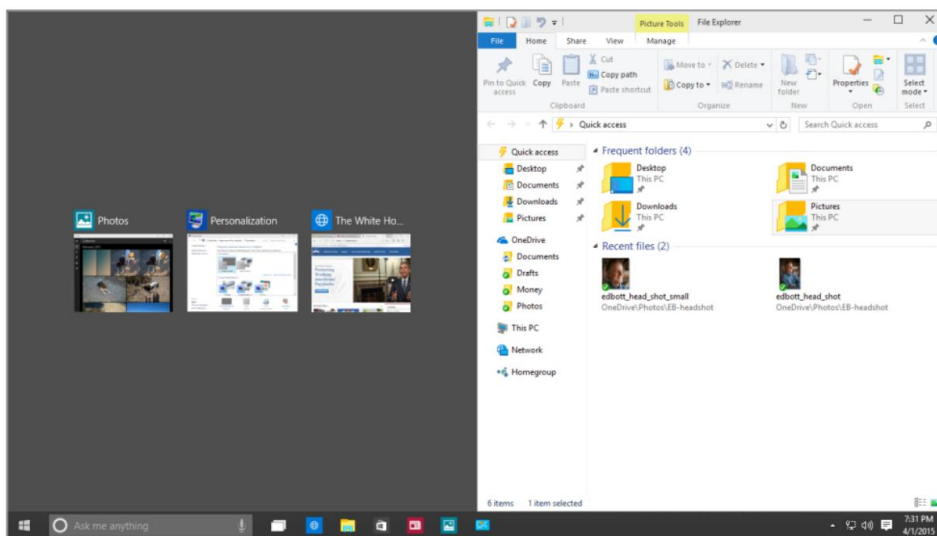 Picture Tools File Explorer
File Home Share View Manage
Pin to Quick access
Copy
Paste
Cut
Copy path
Paste shortcut
Clipboard
Move to
Copy to
Delete
Rename
Organize
New folder
New
Properties
Open
Select mode
Select
Quick access
Search Quick access
Quick access
Desktop
Documents
Downloads
Pictures
OneDrive
Documents
Drafts
Money
Photos
This PC
Network
Homegroup
Frequent folders (4)
Desktop
This PC
Documents
This PC
Downloads
This PC
Pictures
This PC
Recent files (2)
edbott_head_shot_small
OneDrive\Photos\EB-headshot
edbott_head_shot
OneDrive\Photos\EB-headshot
6 items 1 item selected
Photos
Personalization
The White Ho...
Ask me anything
7:31 PM
4/1/2015